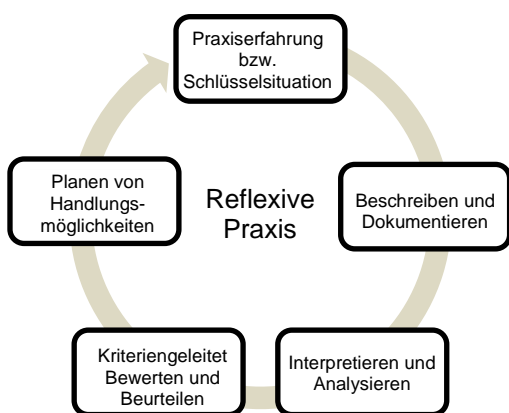 Praxiserfahrung
bzw.
Schlüsselsituation
Planen von
Handlungs-
möglichkeiten
Reflexive
Praxis
Beschreiben und
Dokumentieren
Kriteriengeleitet
Bewerten und
Beurteilen
Interpretieren und
Analysieren